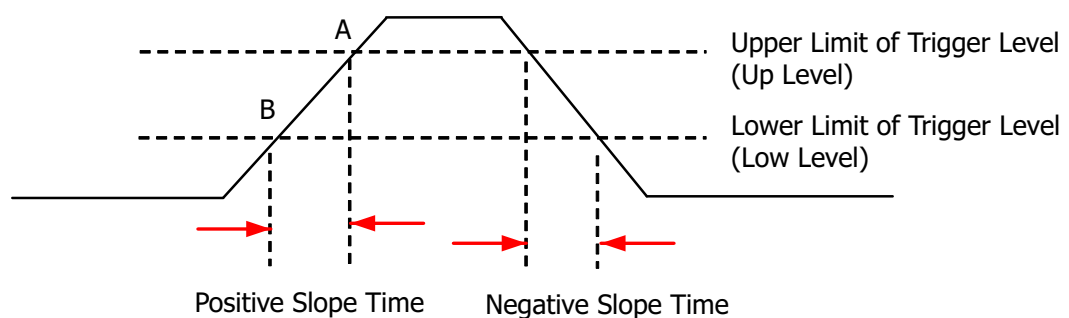 A
Upper Limit of Trigger Level
(Up Level)
B
Lower Limit of Trigger Level
(Low Level)
Positive Slope Time
Negative Slope Time